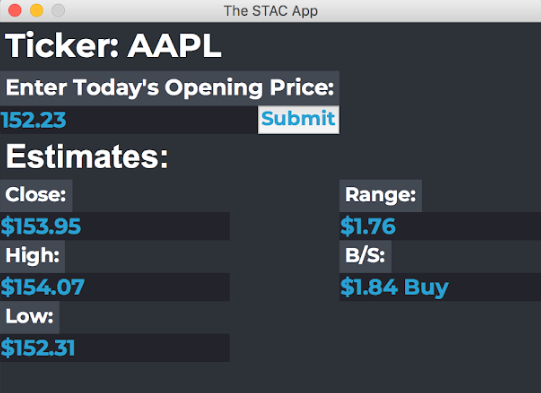 The STAC App
Ticker: AAPL
Enter Today's Opening Price:
152.23 Submit
Estimates:
Close: Range:
$153.95 $1.76
High: B/S:
$154.07 $1.84 Buy
Low:
$152.31